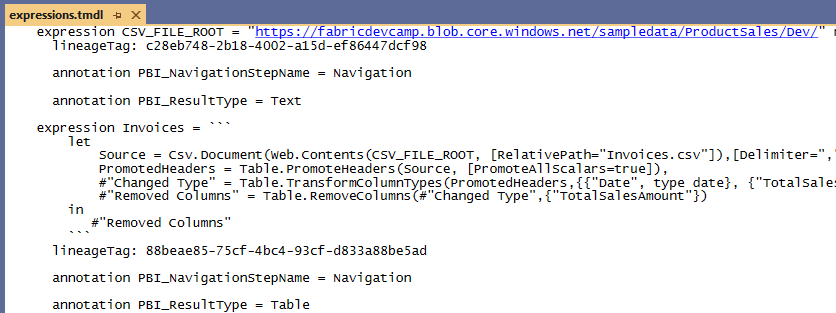 expressions.tmdl
expression CSV_FILE_ROOT = "https://fabricdevcamp.blob.core.windows.net/sampledata/ProductSales/Dev/"
lineageTag: c28eb748-2b18-4002-a15d-ef86447dcf98
annotation PBI_NavigationStepName = Navigation
annotation PBI_ResultType = Text
expression Invoices = ```
let
Source = Csv.Document(Web.Contents(CSV_FILE_ROOT, [RelativePath="Invoices.csv"]),[Delimiter=",
PromotedHeaders = Table.PromoteHeaders(Source, [PromoteAllScalars=true]),
#"Changed Type" = Table.TransformColumnTypes(PromotedHeaders,{{"Date", type date}, {"TotalSales
#"Removed Columns" = Table.RemoveColumns(#"Changed Type",{"TotalSalesAmount"})
in
#"Removed Columns"
```
lineageTag: 88beae85-75cf-4bc4-93cf-d833a88be5ad
annotation PBI_NavigationStepName = Navigation
annotation PBI_ResultType = Table